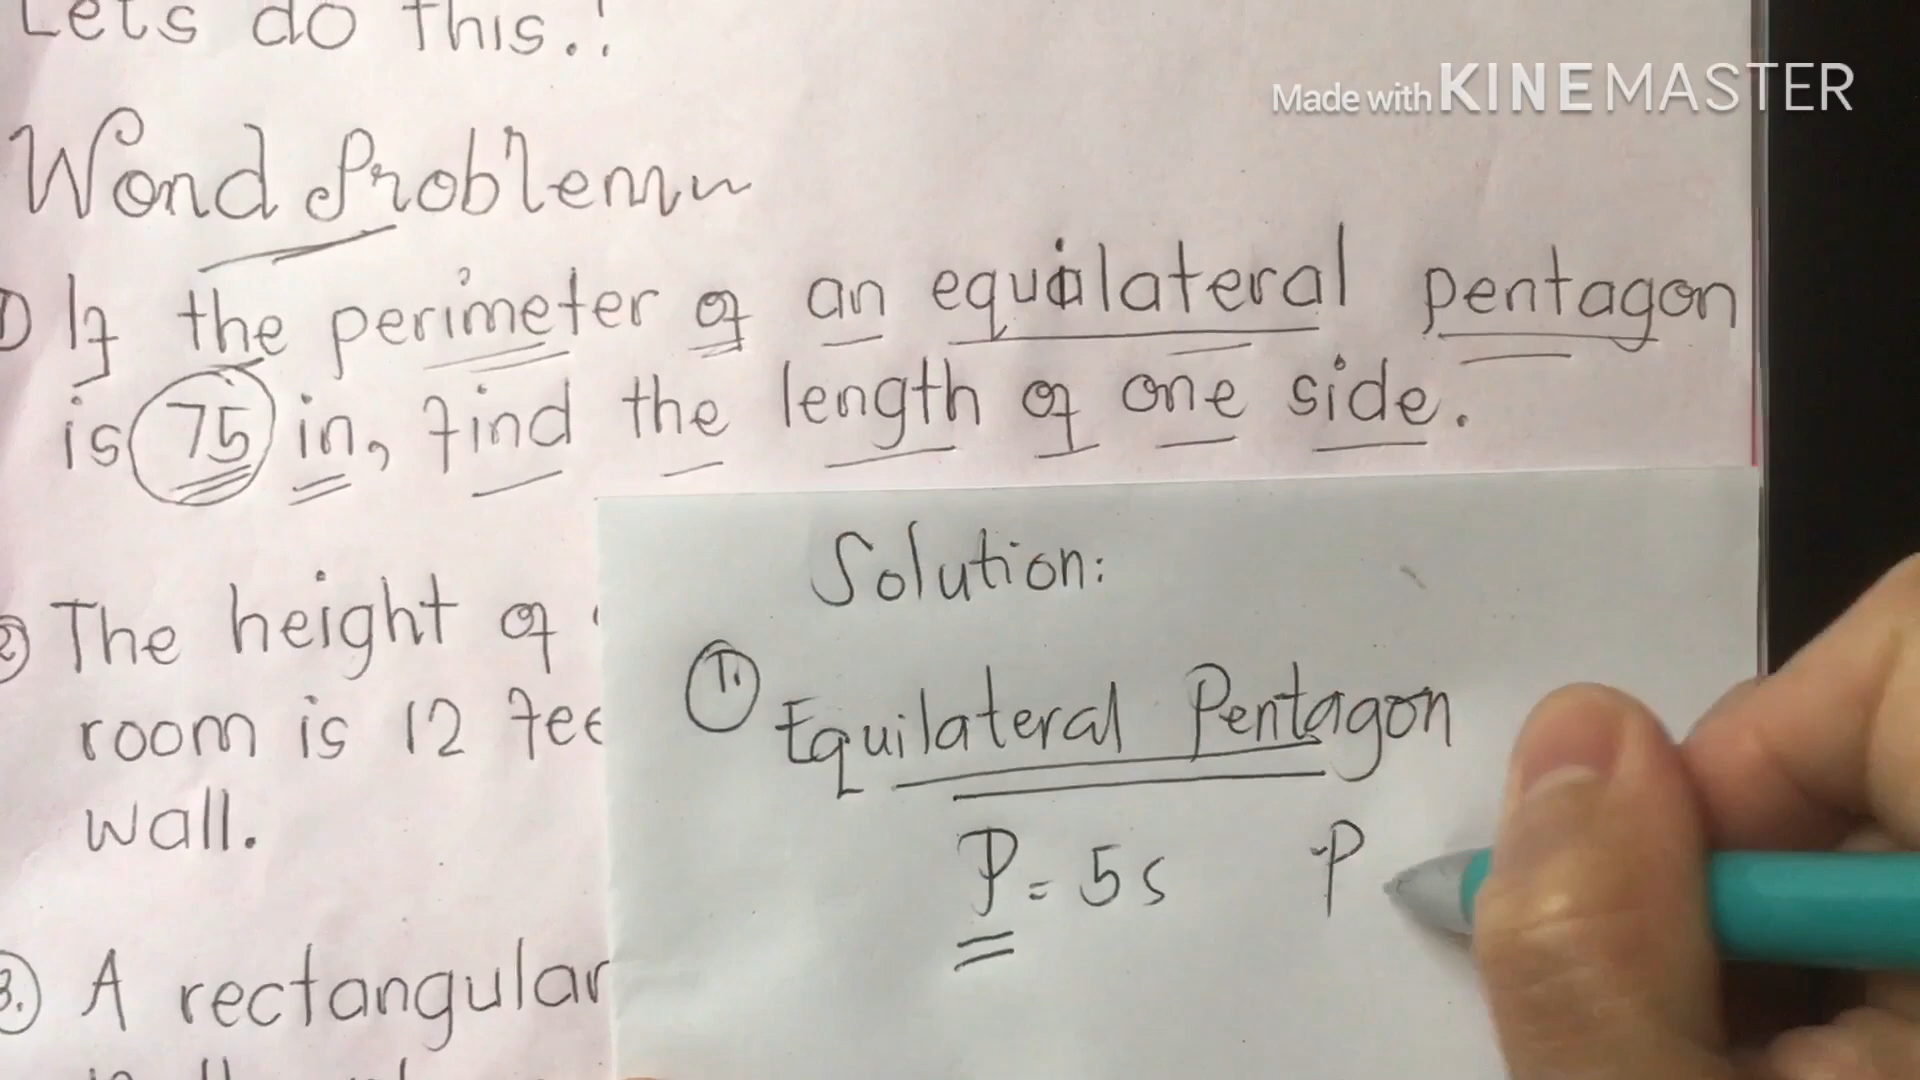 Lets do this.!
Made with KINEMASTER
Word Problem
1) If the perimeter of an equilateral pentagon
is 75 in, find the length of one side.
2) The height of
room is 12 fee
wall.
3. A rectangular
Solution:
1. Equilateral Pentagon
P = 5s P